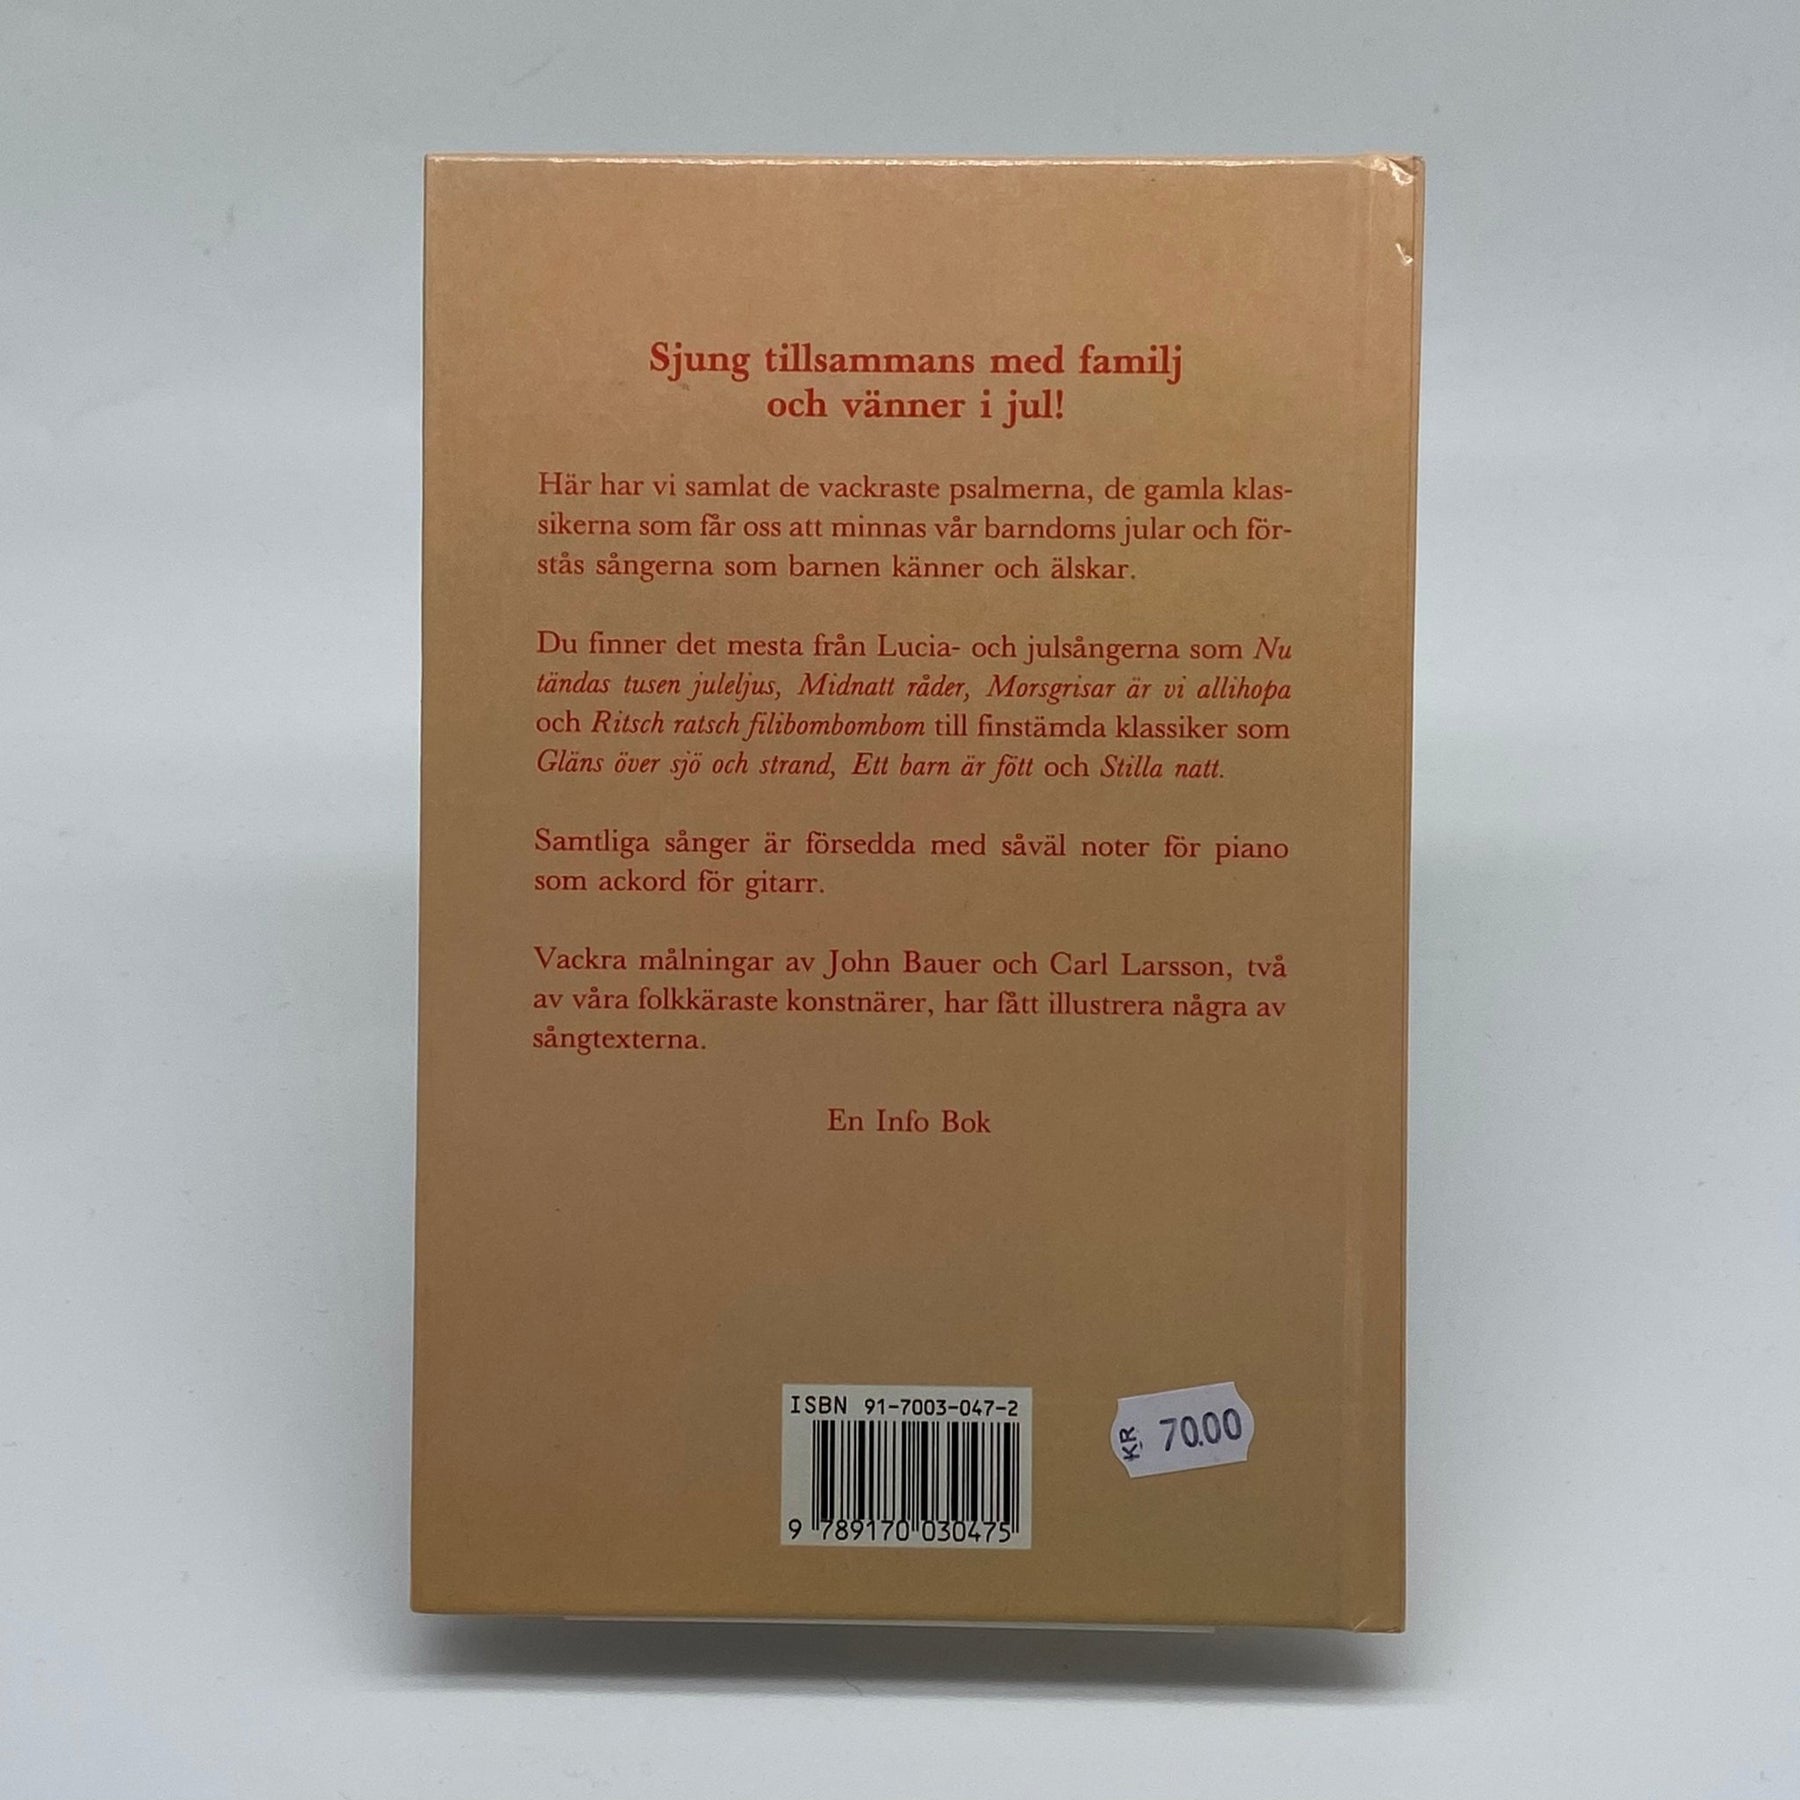 Sjung tillsammans med familj
och vänner i jul!
Här har vi samlat de vackraste psalmerna, de gamla klas-
sikerna som får oss att minnas vår barndoms jular och för-
stås sångerna som barnen känner och älskar.
Du finner det mesta från Lucia- och julsångerna som Nu
tändas tusen juleljus, Midnatt råder, Morsgrisar är vi allihopa
och Ritsch ratsch filibombombom till finstämda klassiker som
Gläns över sjö och strand, Ett barn är fött och Stilla natt.
Samtliga sånger är försedda med såväl noter för piano
som ackord för gitarr.
Vackra målningar av John Bauer och Carl Larsson, två
av våra folkkäraste konstnärer, har fått illustrera några av
sångtexterna.
En Info Bok
ISBN 91-7003-047-2
9 789170 030475
KR 70.00